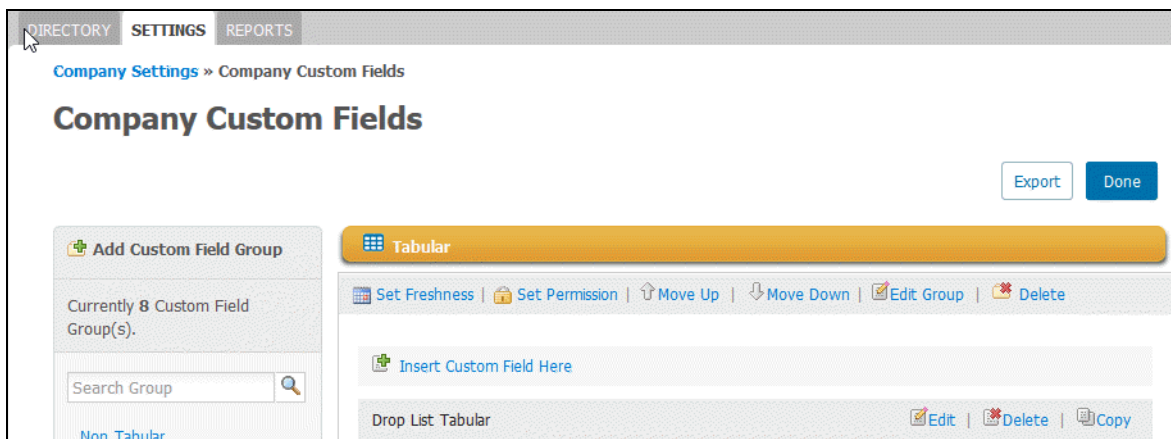 DIRECTORY SETTINGS REPORTS
Company Settings » Company Custom Fields
Company Custom Fields
Export Done
Add Custom Field Group
Tabular
Set Freshness | Set Permission | Move Up | Move Down | Edit Group | Delete
Currently 8 Custom Field
Group(s).
Insert Custom Field Here
Search Group
Drop List Tabular Edit | Delete | Copy
Non Tabular